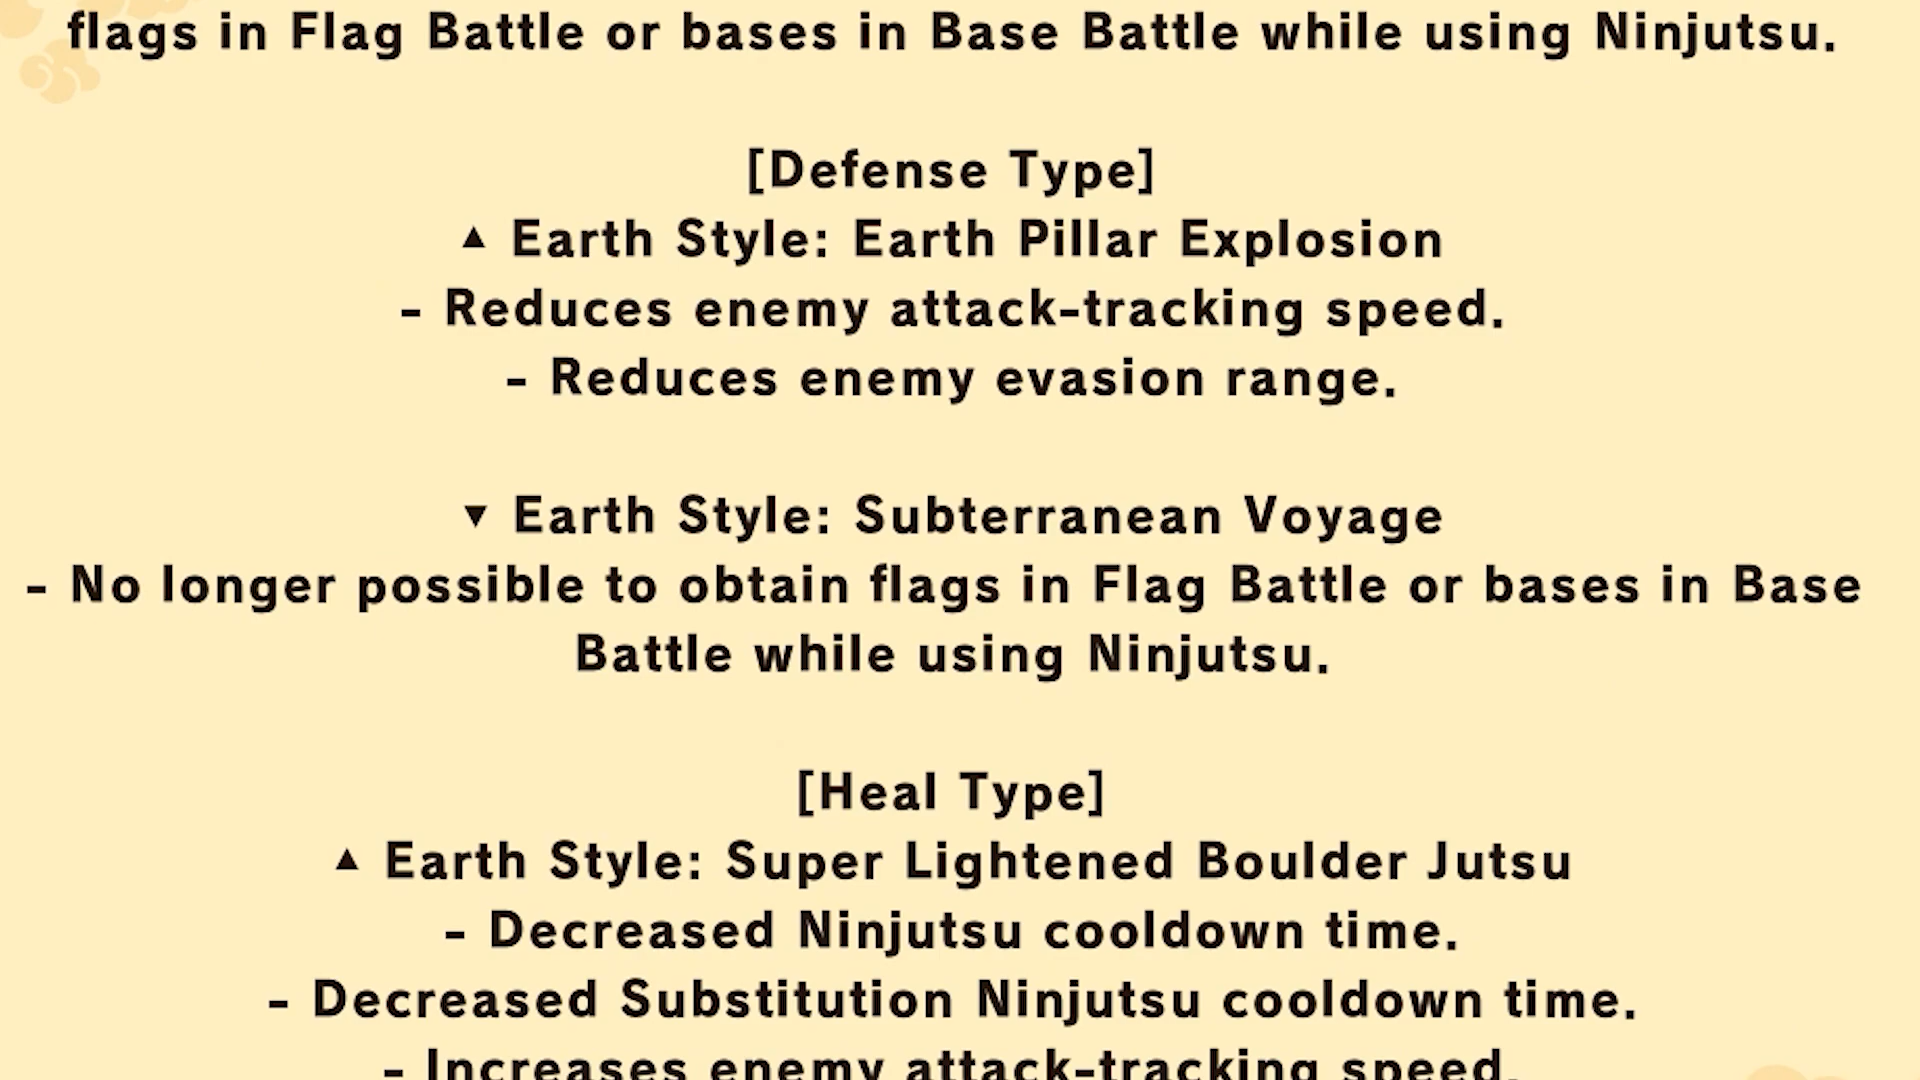 flags in Flag Battle or bases in Base Battle while using Ninjutsu.
[Defense Type]
▲ Earth Style: Earth Pillar Explosion
- Reduces enemy attack-tracking speed.
- Reduces enemy evasion range.
▼ Earth Style: Subterranean Voyage
- No longer possible to obtain flags in Flag Battle or bases in Base
Battle while using Ninjutsu.
[Heal Type]
▲ Earth Style: Super Lightened Boulder Jutsu
- Decreased Ninjutsu cooldown time.
- Decreased Substitution Ninjutsu cooldown time.
- Increases enemy attack-tracking speed.